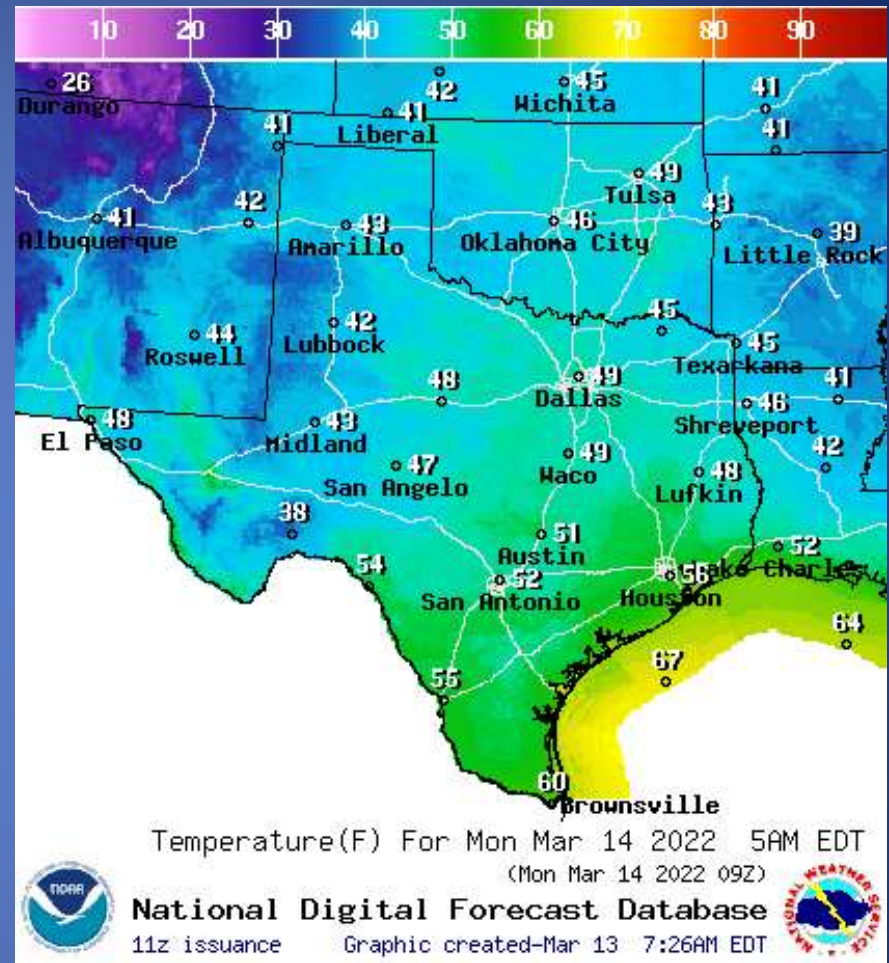 10 20 30 40 50 60 70 80 90
26
Durango
42
45
Wichita
41
41
Liberal
41
41
49
Tulsa
41
Albuquerque
42
43
Amarillo
46
Oklahoma City
43
39
Little Rock
44
Roswell
42
Lubbock
45
45
Texarkana
49
Dallas
48
46
Shreveport
41
48
El Paso
43
Midland
47
San Angelo
49
Waco
48
Lufkin
42
38
51
Austin
52
Lake Charles
54
52
San Antonio
56
Houston
64
67
55
60
Brownsville
Temperature(F) For Mon Mar 14 2022 5AM EDT
(Mon Mar 14 2022 09Z)
NOAA
National Digital Forecast Database
11z issuance Graphic created-Mar 13 7:26AM EDT
NATIONAL WEATHER SERVICE